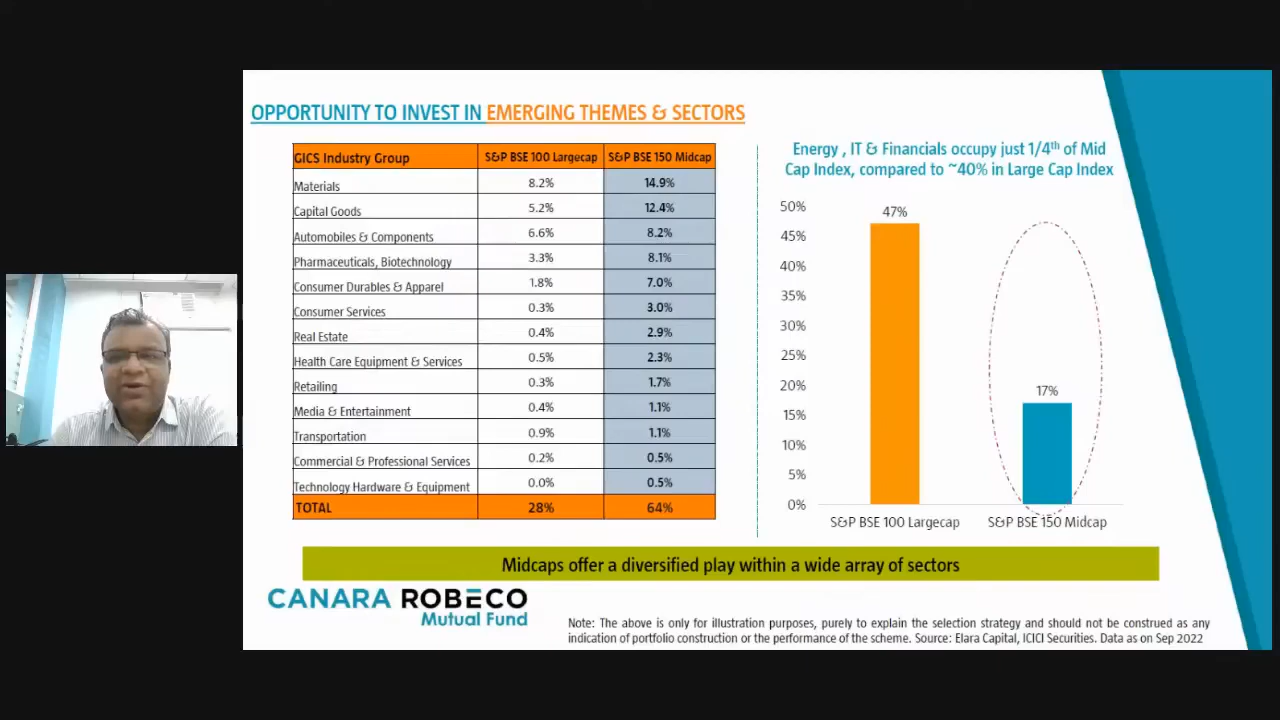 OPPORTUNITY TO INVEST IN EMERGING THEMES & SECTORS
GICS Industry Group S&P BSE 100 Largecap S&P BSE 150 Midcap
Materials 8.2% 14.9%
Capital Goods 5.2% 12.4%
Automobiles & Components 6.6% 8.2%
Pharmaceuticals, Biotechnology 3.3% 8.1%
Consumer Durables & Apparel 1.8% 7.0%
Consumer Services 0.3% 3.0%
Real Estate 0.4% 2.9%
Health Care Equipment & Services 0.5% 2.3%
Retailing 0.3% 1.7%
Media & Entertainment 0.4% 1.1%
Transportation 0.9% 1.1%
Commercial & Professional Services 0.2% 0.5%
Technology Hardware & Equipment 0.0% 0.5%
TOTAL 28% 64%
Energy , IT & Financials occupy just 1/4th of Mid
Cap Index, compared to ~40% in Large Cap Index
50%
45%
40%
35%
30%
25%
20%
15%
10%
5%
0%
47%
17%
S&P BSE 100 Largecap S&P BSE 150 Midcap
Midcaps offer a diversified play within a wide array of sectors
CANARA ROBECO
Mutual Fund
Note: The above is only for illustration purposes, purely to explain the selection strategy and should not be construed as any
indication of portfolio construction or the performance of the scheme. Source: Elara Capital, ICICI Securities. Data as on Sep 2022